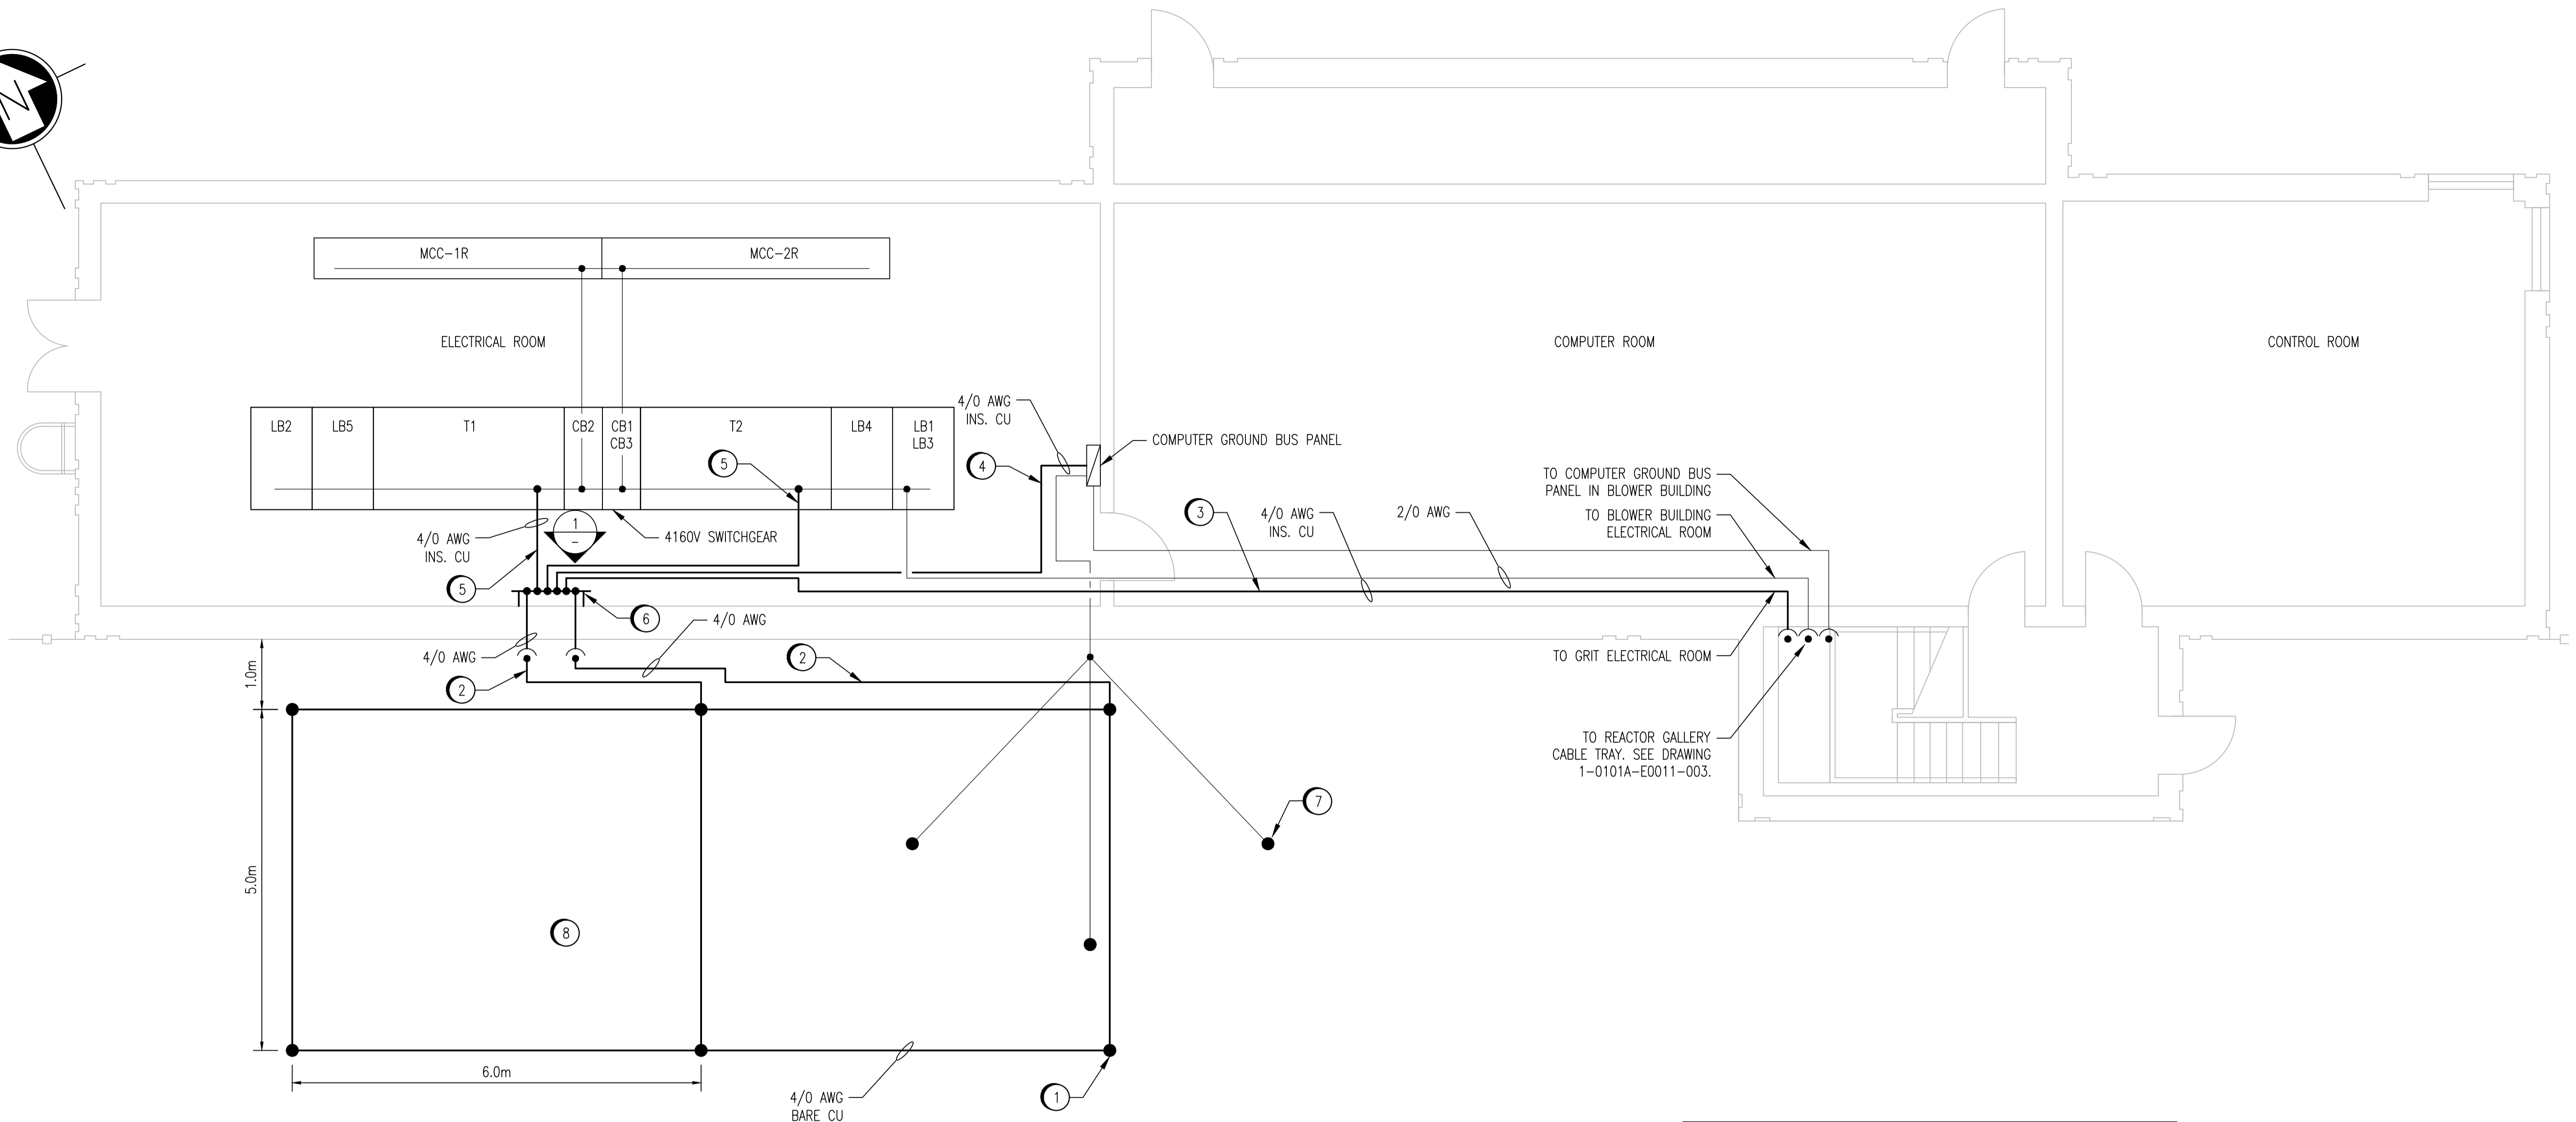 N
MCC-1R
MCC-2R
ELECTRICAL ROOM
COMPUTER ROOM
CONTROL ROOM
LB2
LB5
T1
CB2
CB1
CB3
T2
LB4
LB1
LB3
4/0 AWG
INS. CU
4
COMPUTER GROUND BUS PANEL
5
TO COMPUTER GROUND BUS
PANEL IN BLOWER BUILDING
TO BLOWER BUILDING
ELECTRICAL ROOM
3
4/0 AWG
INS. CU
2/0 AWG
4/0 AWG
INS. CU
1
-
4160V SWITCHGEAR
5
6
4/0 AWG
4/0 AWG
2
2
TO GRIT ELECTRICAL ROOM
1.0m
TO REACTOR GALLERY
CABLE TRAY. SEE DRAWING
1-0101A-E0011-003.
7
5.0m
8
6.0m
4/0 AWG
BARE CU
1